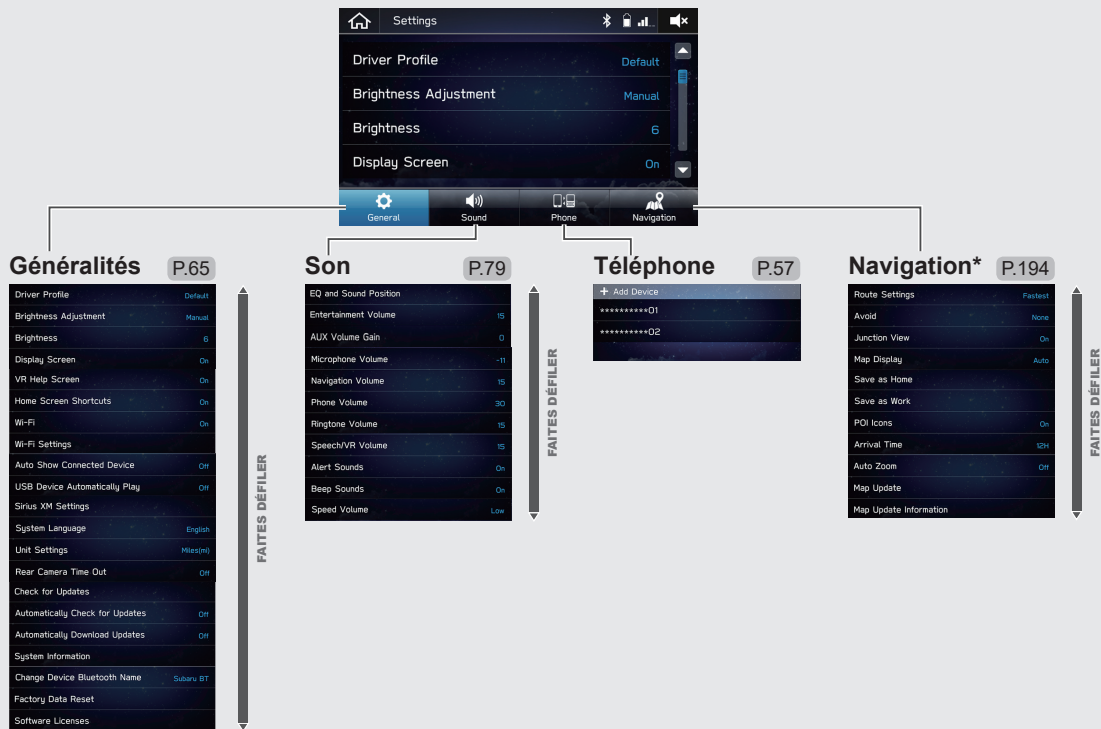 Settings
Driver Profile Default
Brightness Adjustment Manual
Brightness 6
Display Screen On
General Sound Phone Navigation
Généralités P.65
Driver Profile Default
Brightness Adjustment Manual
Brightness 6
Display Screen On
VR Help Screen On
Home Screen Shortcuts On
Wi-Fi On
Wi-Fi Settings
Auto Show Connected Device Off
USB Device Automatically Play Off
Sirius XM Settings
System Language English
Unit Settings Miles(mi)
Rear Camera Time Out Off
Check for Updates
Automatically Check for Updates Off
Automatically Download Updates Off
System Information
Change Device Bluetooth Name Subaru BT
Factory Data Reset
Software Licenses
FAITES DÉFILER
Son P.79
EQ and Sound Position
Entertainment Volume 15
AUX Volume Gain 0
Microphone Volume -11
Navigation Volume 15
Phone Volume 30
Ringtone Volume 15
Speech/VR Volume 15
Alert Sounds On
Beep Sounds On
Speed Volume Low
FAITES DÉFILER
Téléphone P.57
+ Add Device
**********01
**********02
Navigation* P.194
Route Settings Fastest
Avoid None
Junction View On
Map Display Auto
Save as Home
Save as Work
POI Icons On
Arrival Time 12H
Auto Zoom Off
Map Update
Map Update Information
FAITES DÉFILER